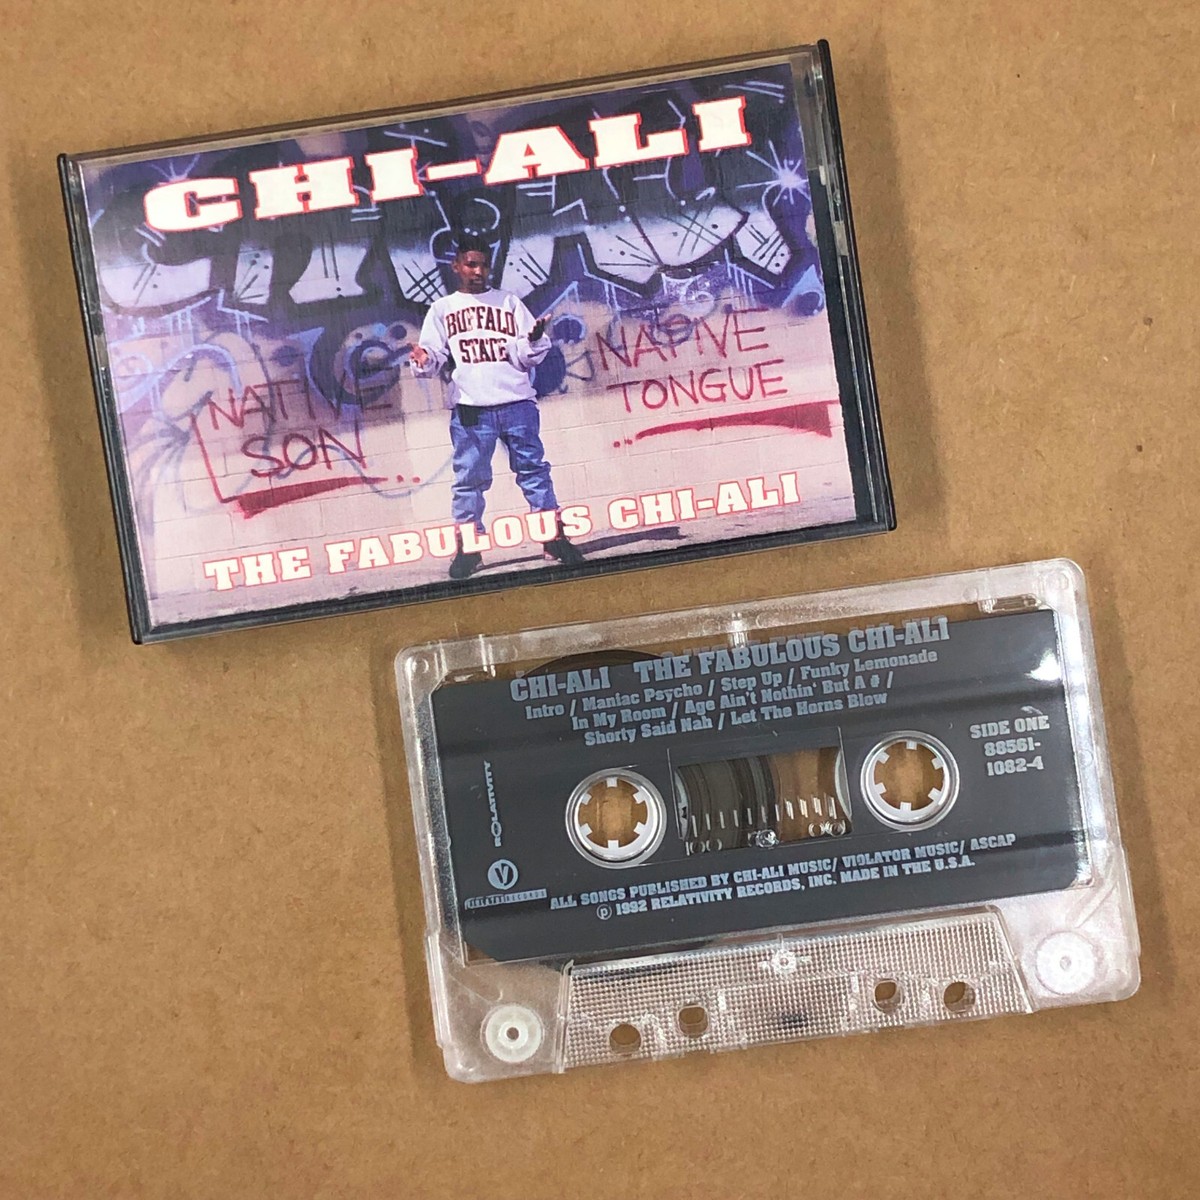 CHI-ALI
BUFFALO
STATE
NATIVE
SON
NATIVE
TONGUE
THE FABULOUS CHI-ALI
CHI-ALI THE FABULOUS CHI-ALI
Intro / Maniac Psycho / Step Up / Funky Lemonade
In My Room / Age Ain't Nothin' But A # /
Shorty Said Nah / Let The Horns Blow
SIDE ONE
88561-
1082-4
RELATIVITY
V
VIOLATOR RECORDS
100
ALL SONGS PUBLISHED BY CHI-ALI MUSIC/ VIOLATOR MUSIC/ ASCAP
℗ 1992 RELATIVITY RECORDS, INC. MADE IN THE U.S.A.